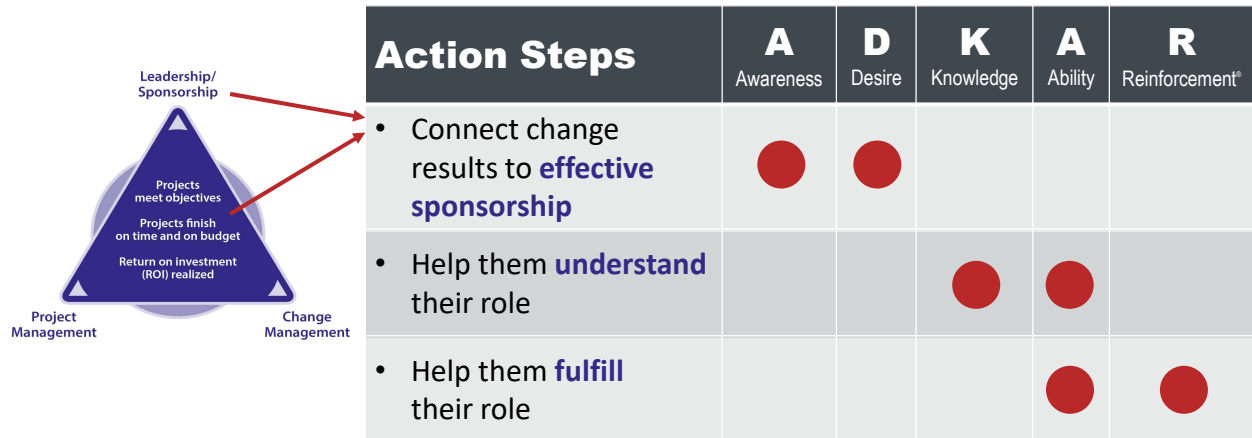 Leadership/
Sponsorship
Projects
meet objectives
Projects finish
on time and on budget
Return on investment
(ROI) realized
Project
Management
Change
Management
Action Steps
A
Awareness
D
Desire
K
Knowledge
A
Ability
R
Reinforcement®
• Connect change
results to effective
sponsorship
• Help them understand
their role
• Help them fulfill
their role